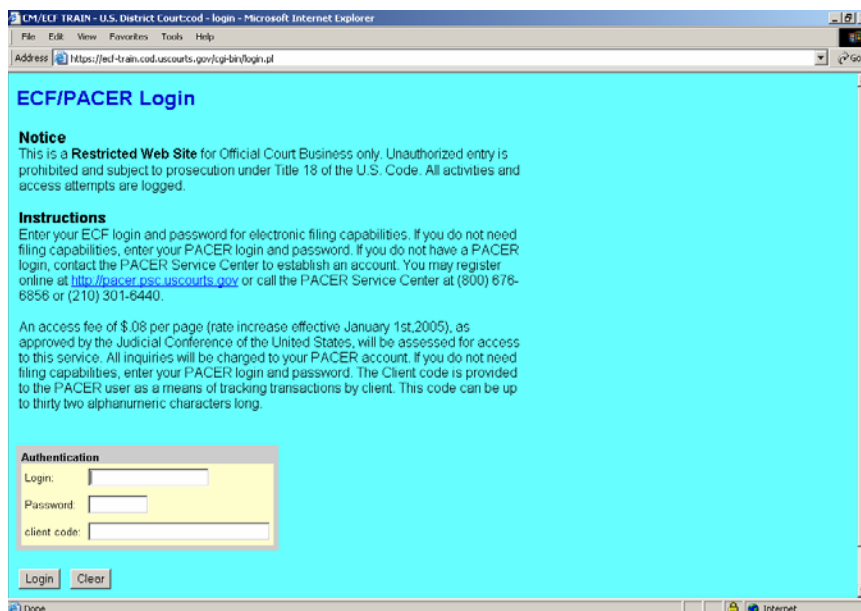 CM/ECF TRAIN - U.S. District Court:cod - login - Microsoft Internet Explorer
File Edit View Favorites Tools Help
Address https://ecf-train.cod.uscourts.gov/cgi-bin/login.pl Go
ECF/PACER Login
Notice
This is a Restricted Web Site for Official Court Business only. Unauthorized entry is
prohibited and subject to prosecution under Title 18 of the U.S. Code. All activities and
access attempts are logged.
Instructions
Enter your ECF login and password for electronic filing capabilities. If you do not need
filing capabilities, enter your PACER login and password. If you do not have a PACER
login, contact the PACER Service Center to establish an account. You may register
online at http://pacer.psc.uscourts.gov or call the PACER Service Center at (800) 676-
6856 or (210) 301-6440.
An access fee of $.08 per page (rate increase effective January 1st,2005), as
approved by the Judicial Conference of the United States, will be assessed for access
to this service. All inquiries will be charged to your PACER account. If you do not need
filing capabilities, enter your PACER login and password. The Client code is provided
to the PACER user as a means of tracking transactions by client. This code can be up
to thirty two alphanumeric characters long.
Authentication
Login:
Password:
client code:
Login Clear
Done Internet